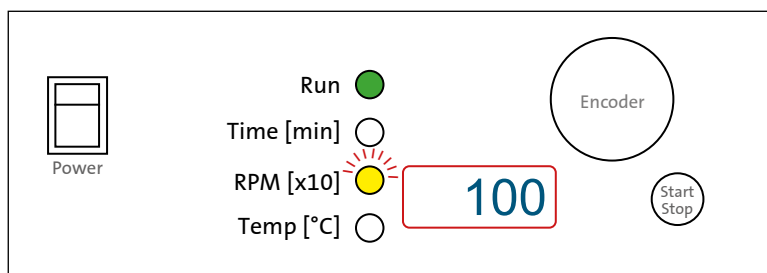 Power
Run
Time [min]
RPM [x10]
Temp [°C]
100
Encoder
Start
Stop